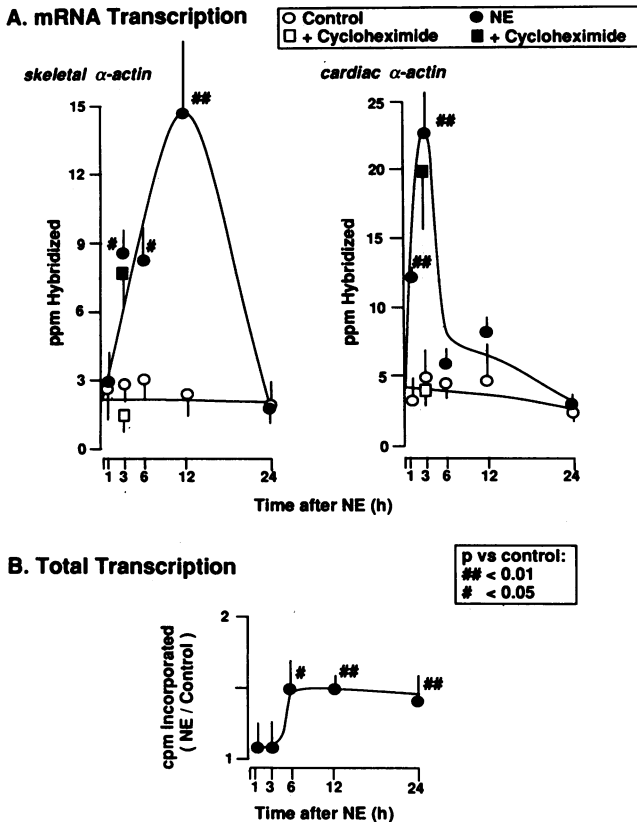 A. mRNA Transcription
Control NE
+ Cycloheximide + Cycloheximide
skeletal α-actin
ppm Hybridized
15
12
9
6
3
0
##
#
#
1 3 6 12 24
cardiac α-actin
ppm Hybridized
25
20
15
10
5
0
##
##
1 3 6 12 24
Time after NE (h)
B. Total Transcription
p vs control:
## < 0.01
# < 0.05
cpm incorporated
( NE / Control )
2
1
#
##
##
1 3 6 12 24
Time after NE (h)